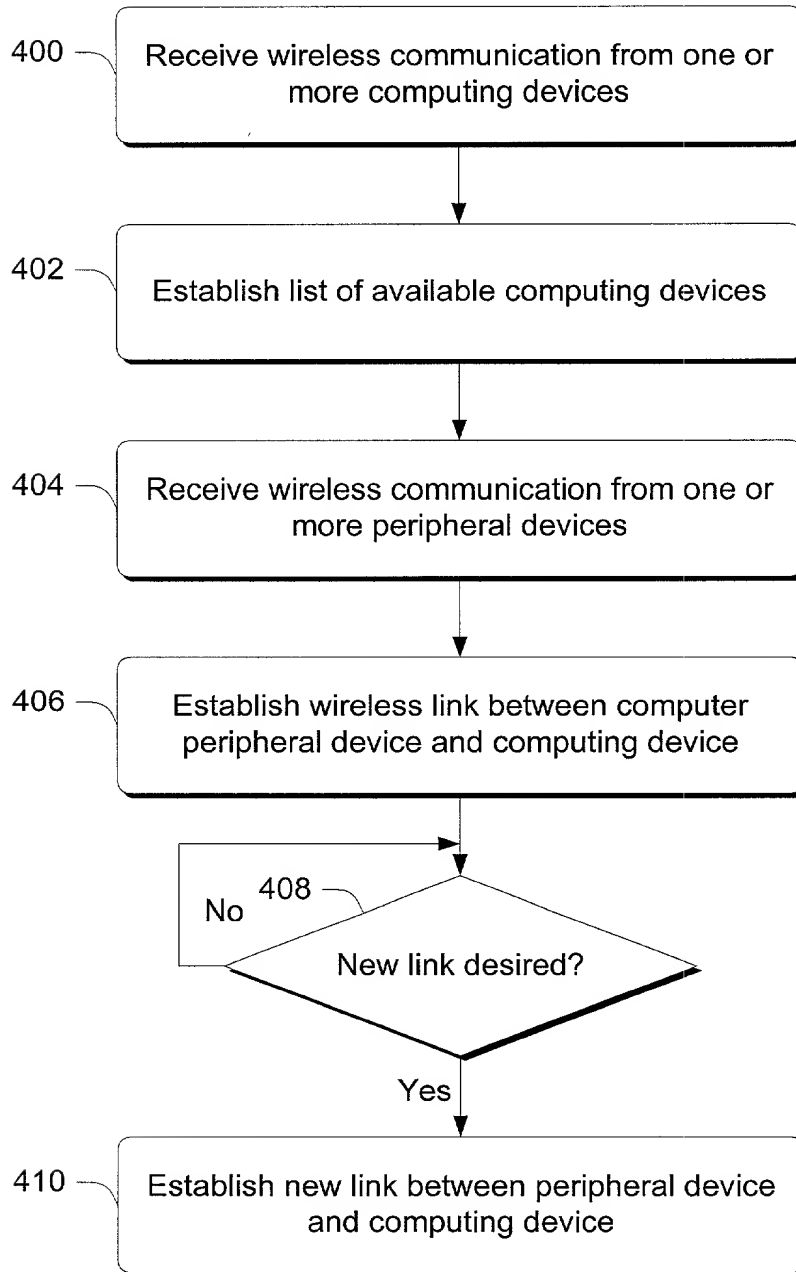 400
Receive wireless communication from one or
more computing devices
402
Establish list of available computing devices
404
Receive wireless communication from one or
more peripheral devices
406
Establish wireless link between computer
peripheral device and computing device
408
No
New link desired?
Yes
410
Establish new link between peripheral device
and computing device